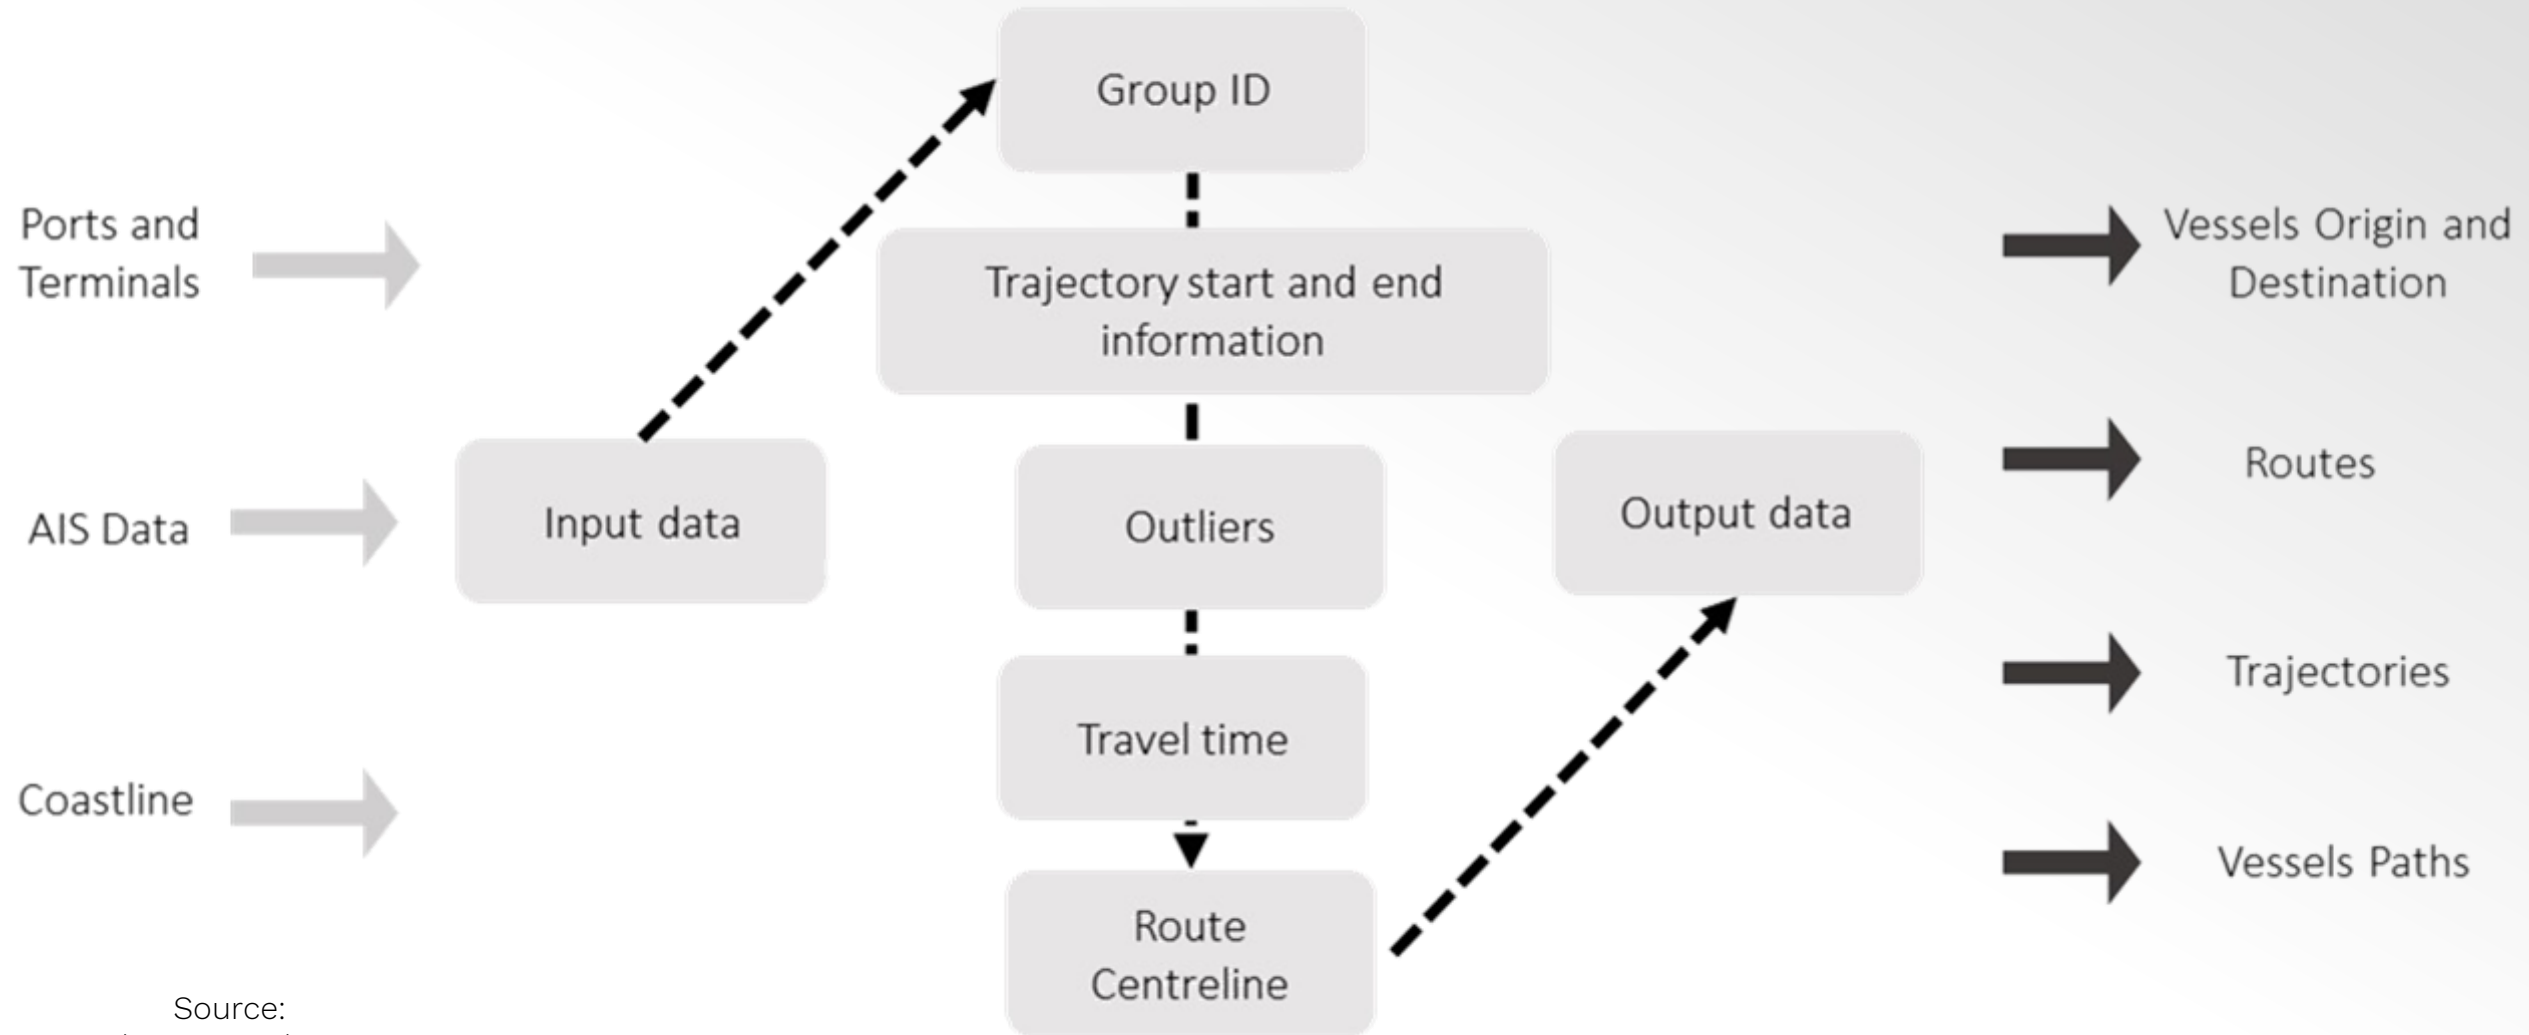 Group ID
Ports and
Terminals
Trajectory start and end
information
Vessels Origin and
Destination
Routes
AIS Data
Input data
Outliers
Output data
Trajectories
Travel time
Coastline
Vessels Paths
Route
Centreline
Source: